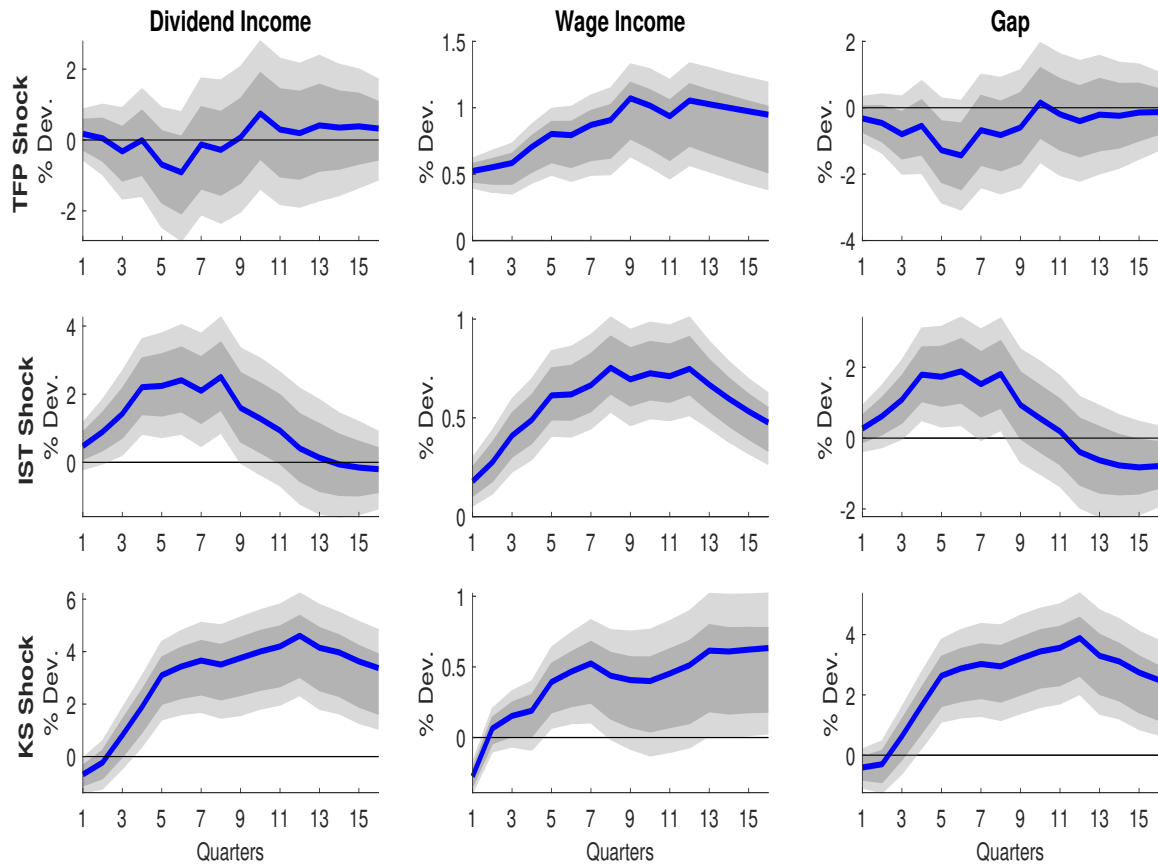 Dividend Income
Wage Income
Gap
TFP Shock
% Dev.
2
0
-2
1 3 5 7 9 11 13 15
% Dev.
1.5
1
0.5
0
1 3 5 7 9 11 13 15
% Dev.
2
0
-2
-4
1 3 5 7 9 11 13 15
IST Shock
% Dev.
4
2
0
1 3 5 7 9 11 13 15
% Dev.
1
0.5
0
1 3 5 7 9 11 13 15
% Dev.
2
0
-2
1 3 5 7 9 11 13 15
KS Shock
% Dev.
6
4
2
0
1 3 5 7 9 11 13 15
Quarters
% Dev.
1
0.5
0
1 3 5 7 9 11 13 15
Quarters
% Dev.
4
2
0
1 3 5 7 9 11 13 15
Quarters